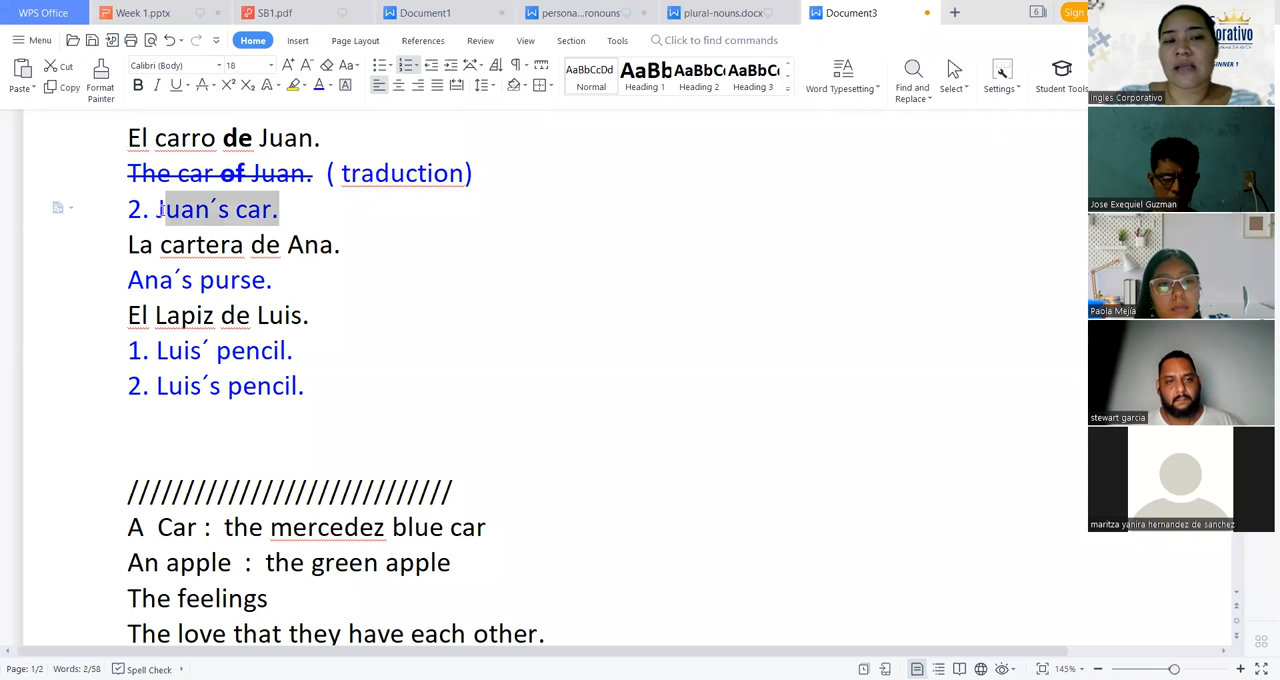 WPS Office
Week 1.pptx
SB1.pdf
Document1
persona...ronouns
plural-nouns.docx
Document3
Sign
Menu
Home
Insert
Page Layout
References
Review
View
Section
Tools
Click to find commands
Paste
Cut
Copy
Format
Painter
Calibri (Body)
18
AaBbCcDd
Normal
AaBb
Heading 1
AaBbC
Heading 2
AaBbC
Heading 3
Word Typesetting
Find and
Replace
Select
Settings
Student Tools
El carro de Juan.
The car of Juan. ( traduction)
2. Juan´s car.
La cartera de Ana.
Ana´s purse.
El Lapiz de Luis.
1. Luis´ pencil.
2. Luis´s pencil.
/////////////////////////////
A Car : the mercedez blue car
An apple : the green apple
The feelings
The love that they have each other.
Page: 1/2
Words: 2/58
Spell Check
145%
orativo
INNER 1
Ingles Corporativo
Jose Exequiel Guzman
Paola Mejia
stewart garcia
maritza yanira hernandez de sanchez